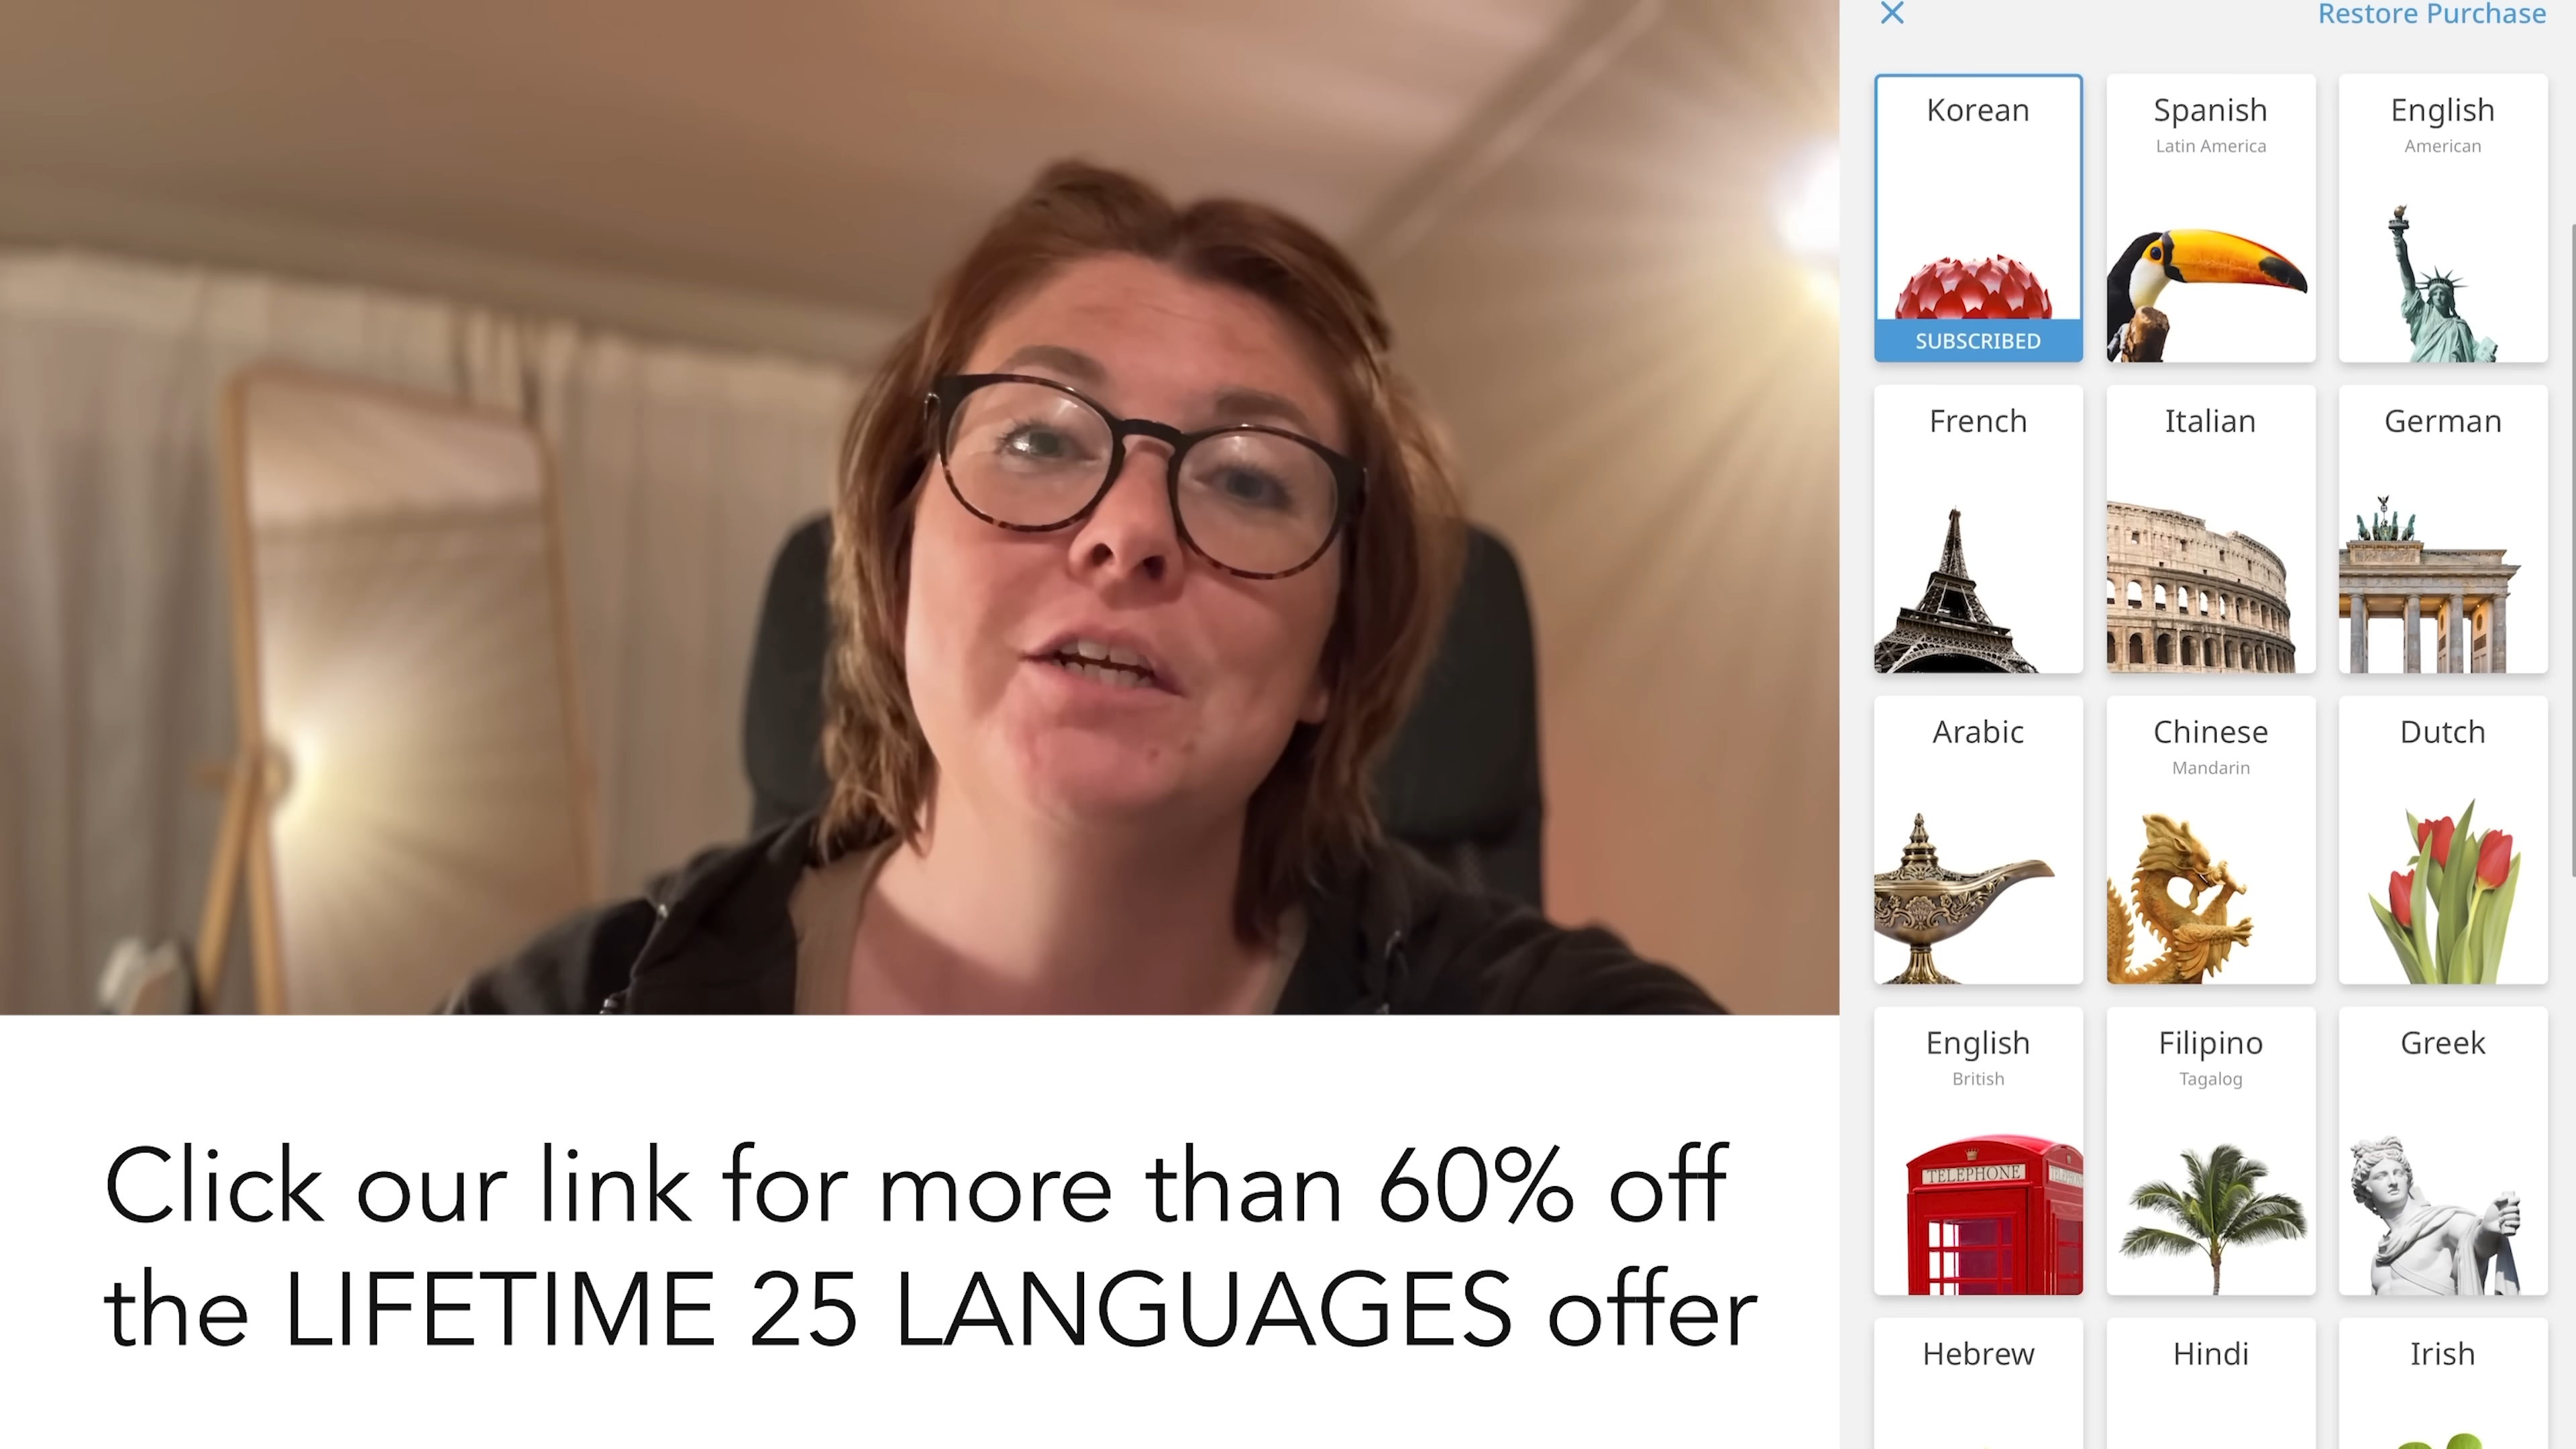 Restore Purchase
Korean
SUBSCRIBED
Spanish
Latin America
English
American
French
Italian
German
Arabic
Chinese
Mandarin
Dutch
English
British
TELEPHONE
Filipino
Tagalog
Greek
Hebrew
Hindi
Irish
Click our link for more than 60% off
the LIFETIME 25 LANGUAGES offer